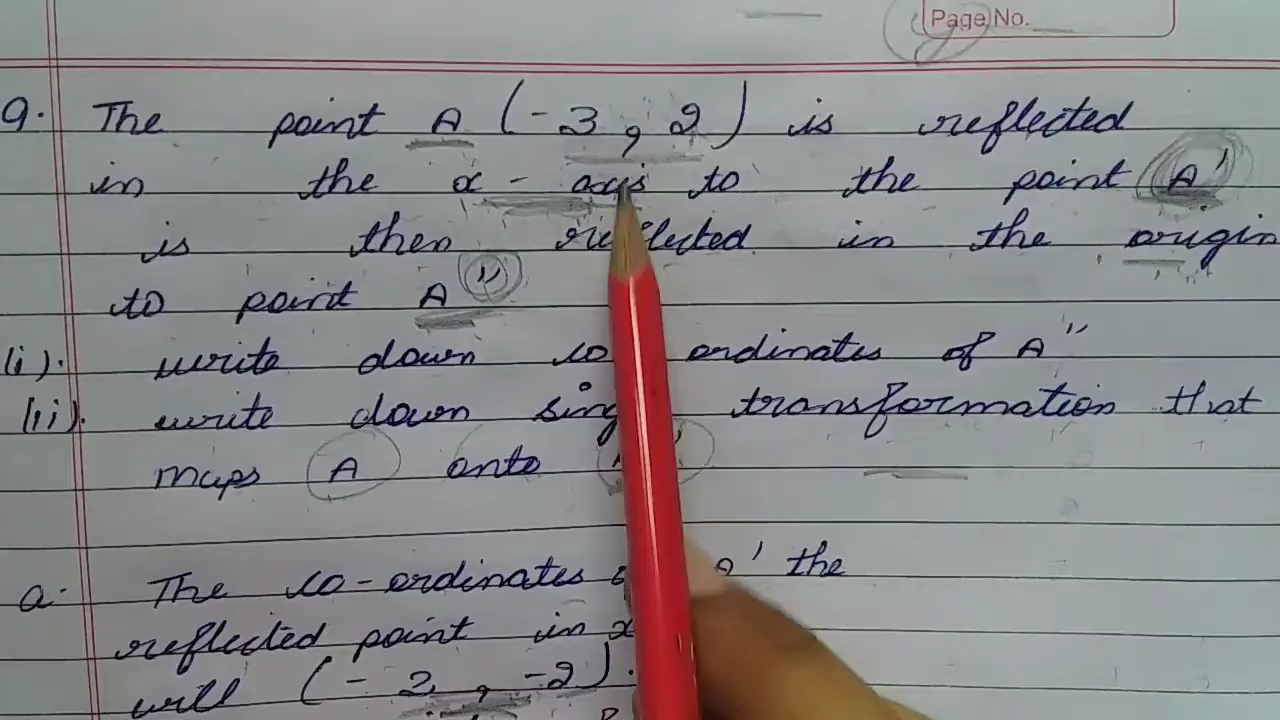 Page No.
9. The point A (-3, 2) is reflected
in the x-axis to the point A'
is then reflected in the origin
to point A"
(i). write down co ordinates of A"
(ii). write down sing transformation that
maps A onto
a. The co-ordinates A' the
reflected point in x
will (-2, -2).